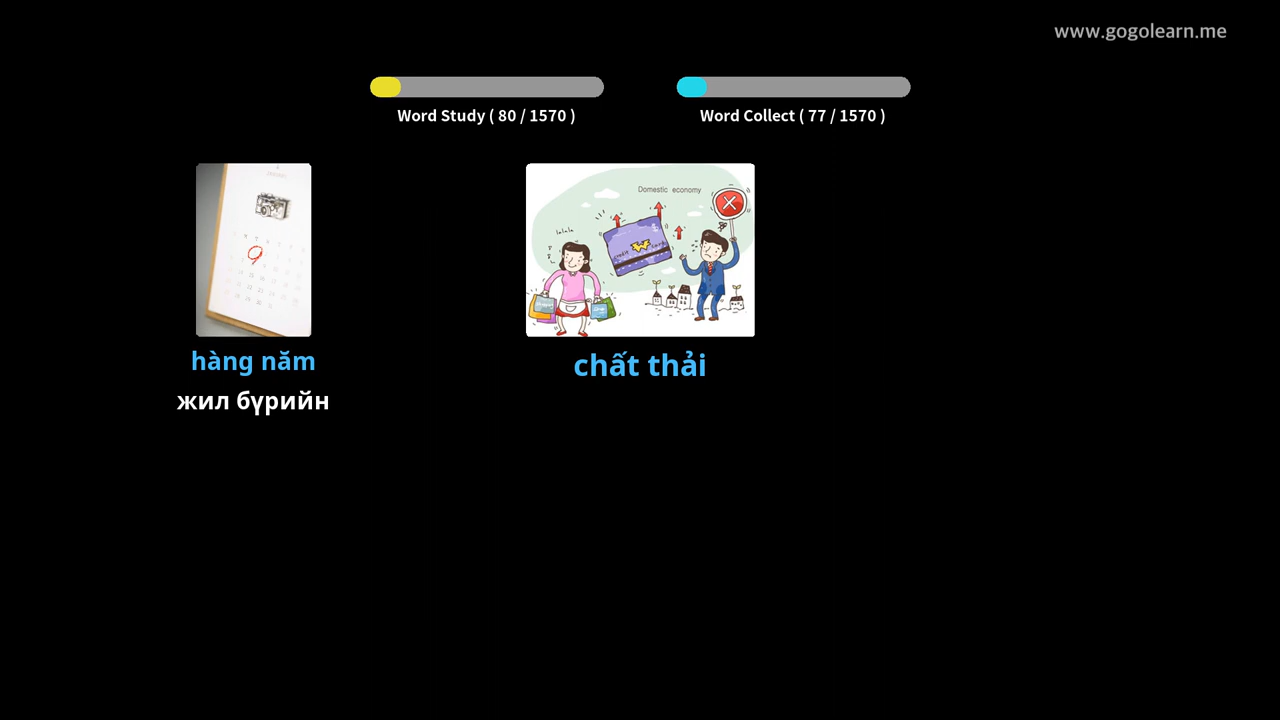 www.gogolearn.me
Word Study ( 80 / 1570 )
Word Collect ( 77 / 1570 )
Domestic economy
lalala
hàng năm
chất thải
жил бүрийн